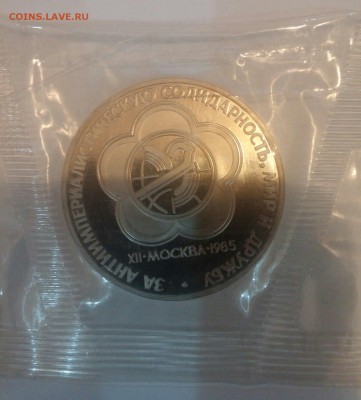 COINS.LAVE.RU
ЗА АНТИИМПЕРИАЛИСТИЧЕСКУЮ СОЛИДАРНОСТЬ, МИР И ДРУЖБУ
XII·МОСКВА·1985